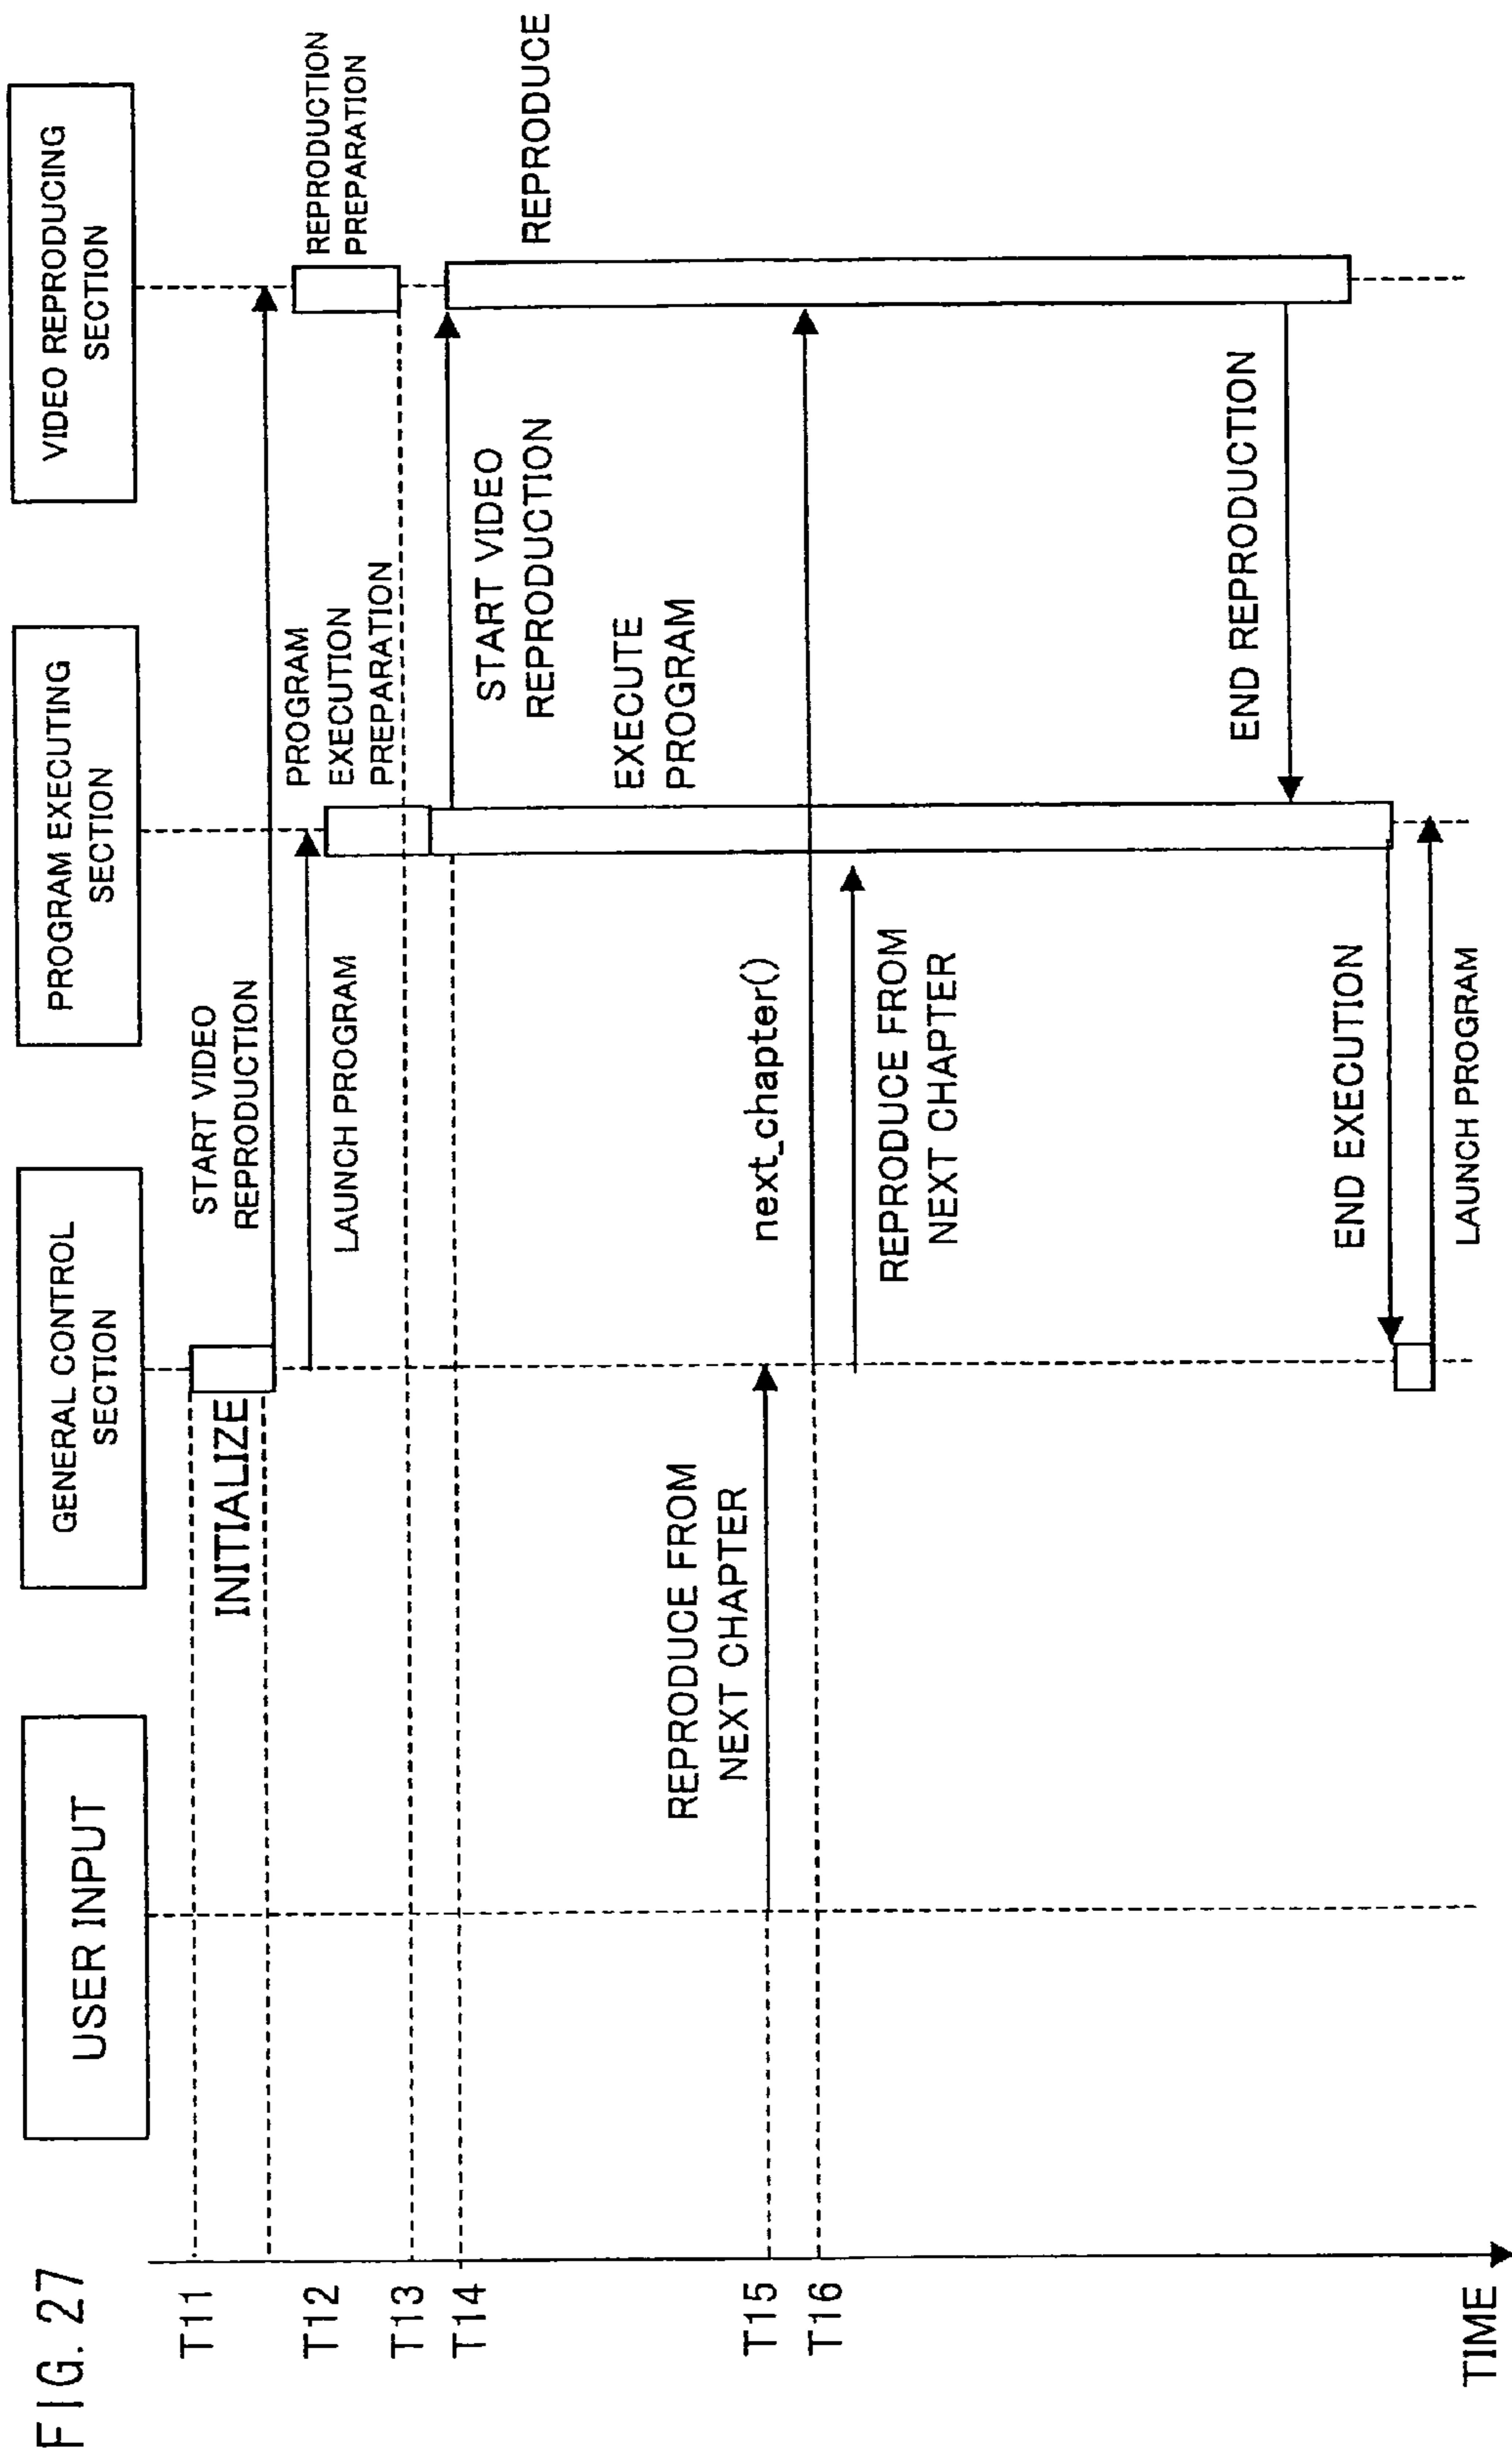 FIG. 27
USER INPUT
GENERAL CONTROL
SECTION
PROGRAM EXECUTING
SECTION
VIDEO REPRODUCING
SECTION
T11
INITIALIZE
START VIDEO
REPRODUCTION
T12
LAUNCH PROGRAM
PROGRAM
EXECUTION
PREPARATION
REPRODUCTION
PREPARATION
T13
T14
START VIDEO
REPRODUCTION
REPRODUCE
EXECUTE
PROGRAM
REPRODUCE FROM
NEXT CHAPTER
T15
next_chapter()
T16
REPRODUCE FROM
NEXT CHAPTER
END REPRODUCTION
END EXECUTION
LAUNCH PROGRAM
TIME